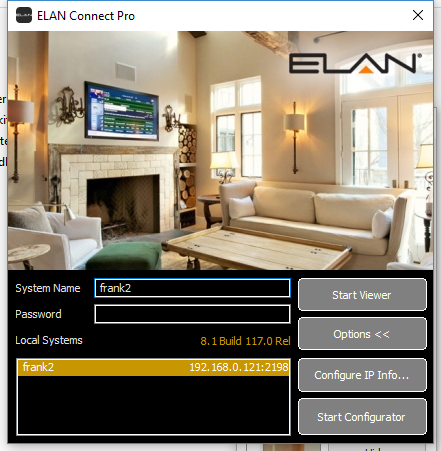 ELAN Connect Pro
ELAN®
System Name frank2 Start Viewer
Password Options <<
Local Systems 8.1 Build 117.0 Rel
frank2 192.168.0.121:2198 Configure IP Info...
Start Configurator